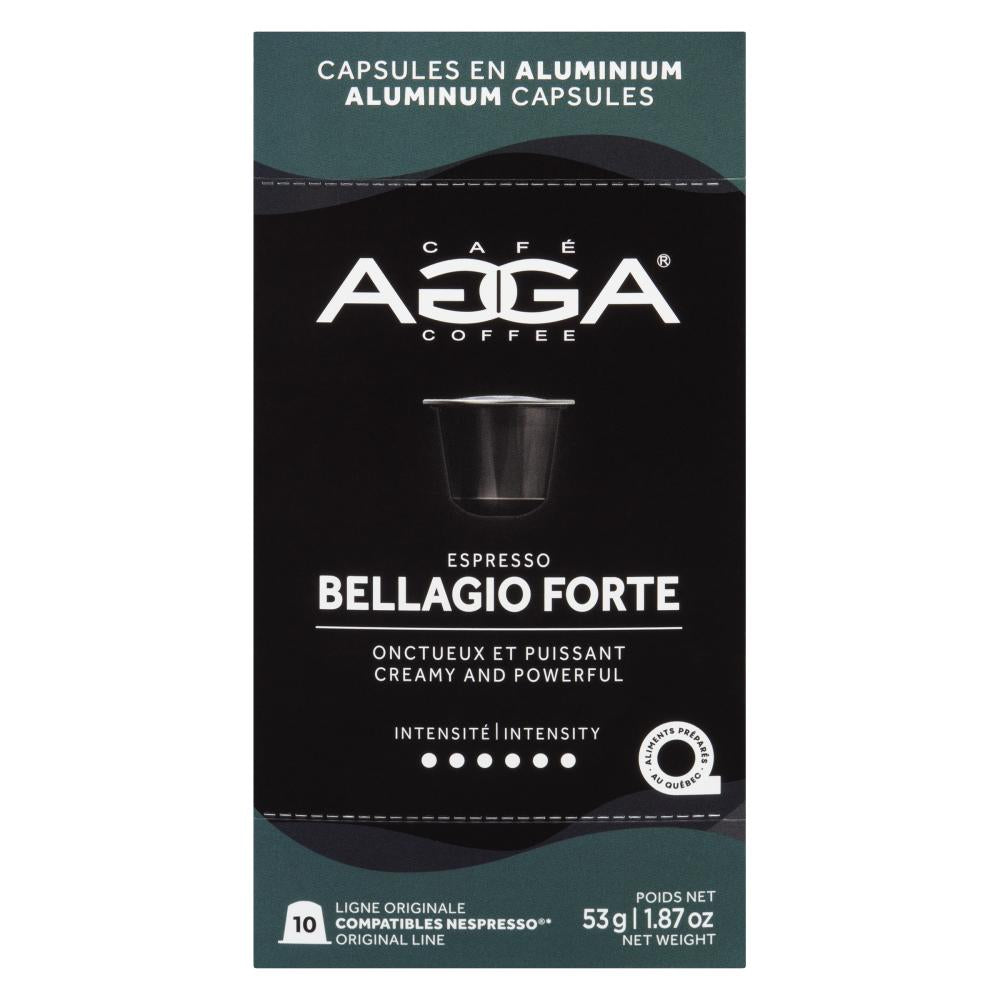 CAPSULES EN ALUMINIUM
ALUMINUM CAPSULES
CAFÉ
AGGA®
COFFEE
ESPRESSO
BELLAGIO FORTE
ONCTUEUX ET PUISSANT
CREAMY AND POWERFUL
INTENSITÉ | INTENSITY
ALIMENTS PRÉPARÉS
AU QUÉBEC
10
LIGNE ORIGINALE
COMPATIBLES NESPRESSO®*
ORIGINAL LINE
POIDS NET
53 g | 1.87 oz
NET WEIGHT